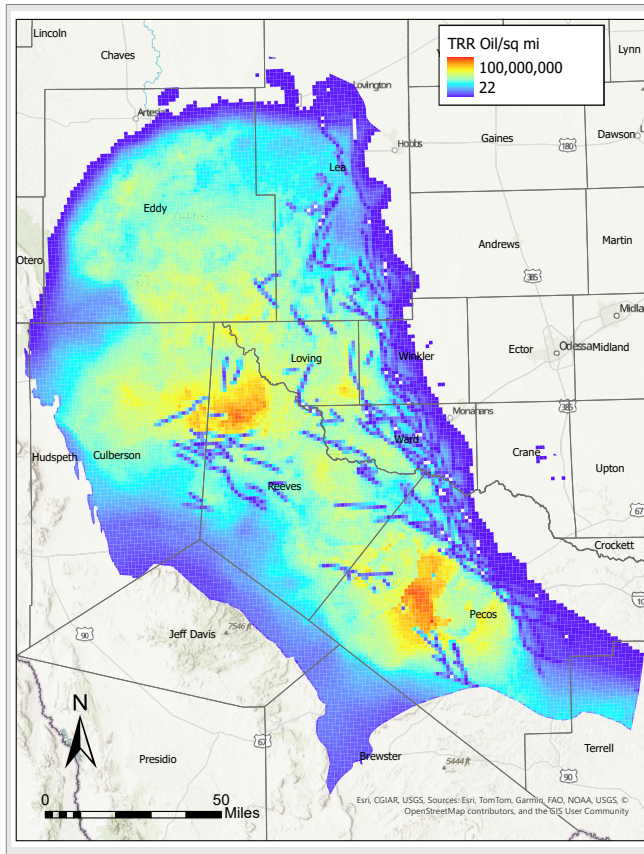 Lincoln
Chaves
TRR Oil/sq mi
100,000,000
22
Lynn
Lovington
Artesia
Hobbs
Gaines
180
Dawson
Lea
Eddy
Otero
Andrews
Martin
385
Loving
Winkler
Ector
Odessa
Midland
Monahans
385
Ward
Crane
Hudspeth
Culberson
Upton
Reeves
67
Crockett
10
Pecos
90
Jeff Davis
7546 ft
N
67
Presidio
Brewster
5444 ft
Terrell
90
0
50
Miles
Esri, CGIAR, USGS, Sources: Esri, TomTom, Garmin, FAO, NOAA, USGS, ©
OpenStreetMap contributors, and the GIS User Community